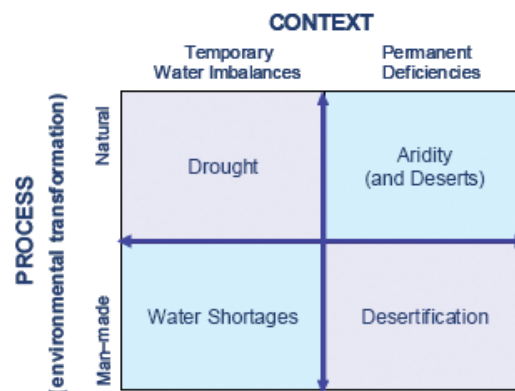 CONTEXT
Temporary
Water Imbalances
Permanent
Deficiencies
PROCESS
(environmental transformation)
Natural
Drought
Aridity
(and Deserts)
Man-made
Water Shortages
Desertification